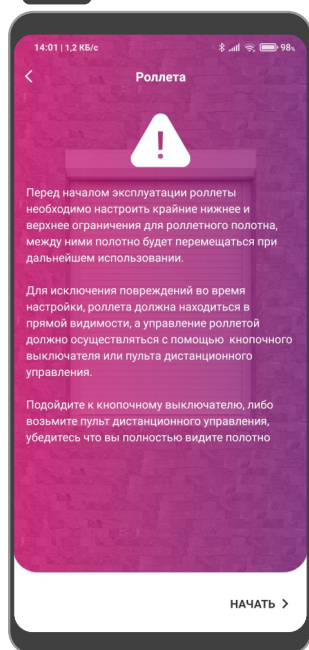 14:01 | 1,2 КБ/с 98%
Роллета
Перед началом эксплуатации роллеты
необходимо настроить крайние нижнее и
верхнее ограничения для роллетного полотна,
между ними полотно будет перемещаться при
дальнейшем использовании.
Для исключения повреждений во время
настройки, роллета должна находиться в
прямой видимости, а управление роллетой
должно осуществляться с помощью кнопочного
выключателя или пульта дистанционного
управления.
Подойдите к кнопочному выключателю, либо
возьмите пульт дистанционного управления,
убедитесь что вы полностью видите полотно
НАЧАТЬ